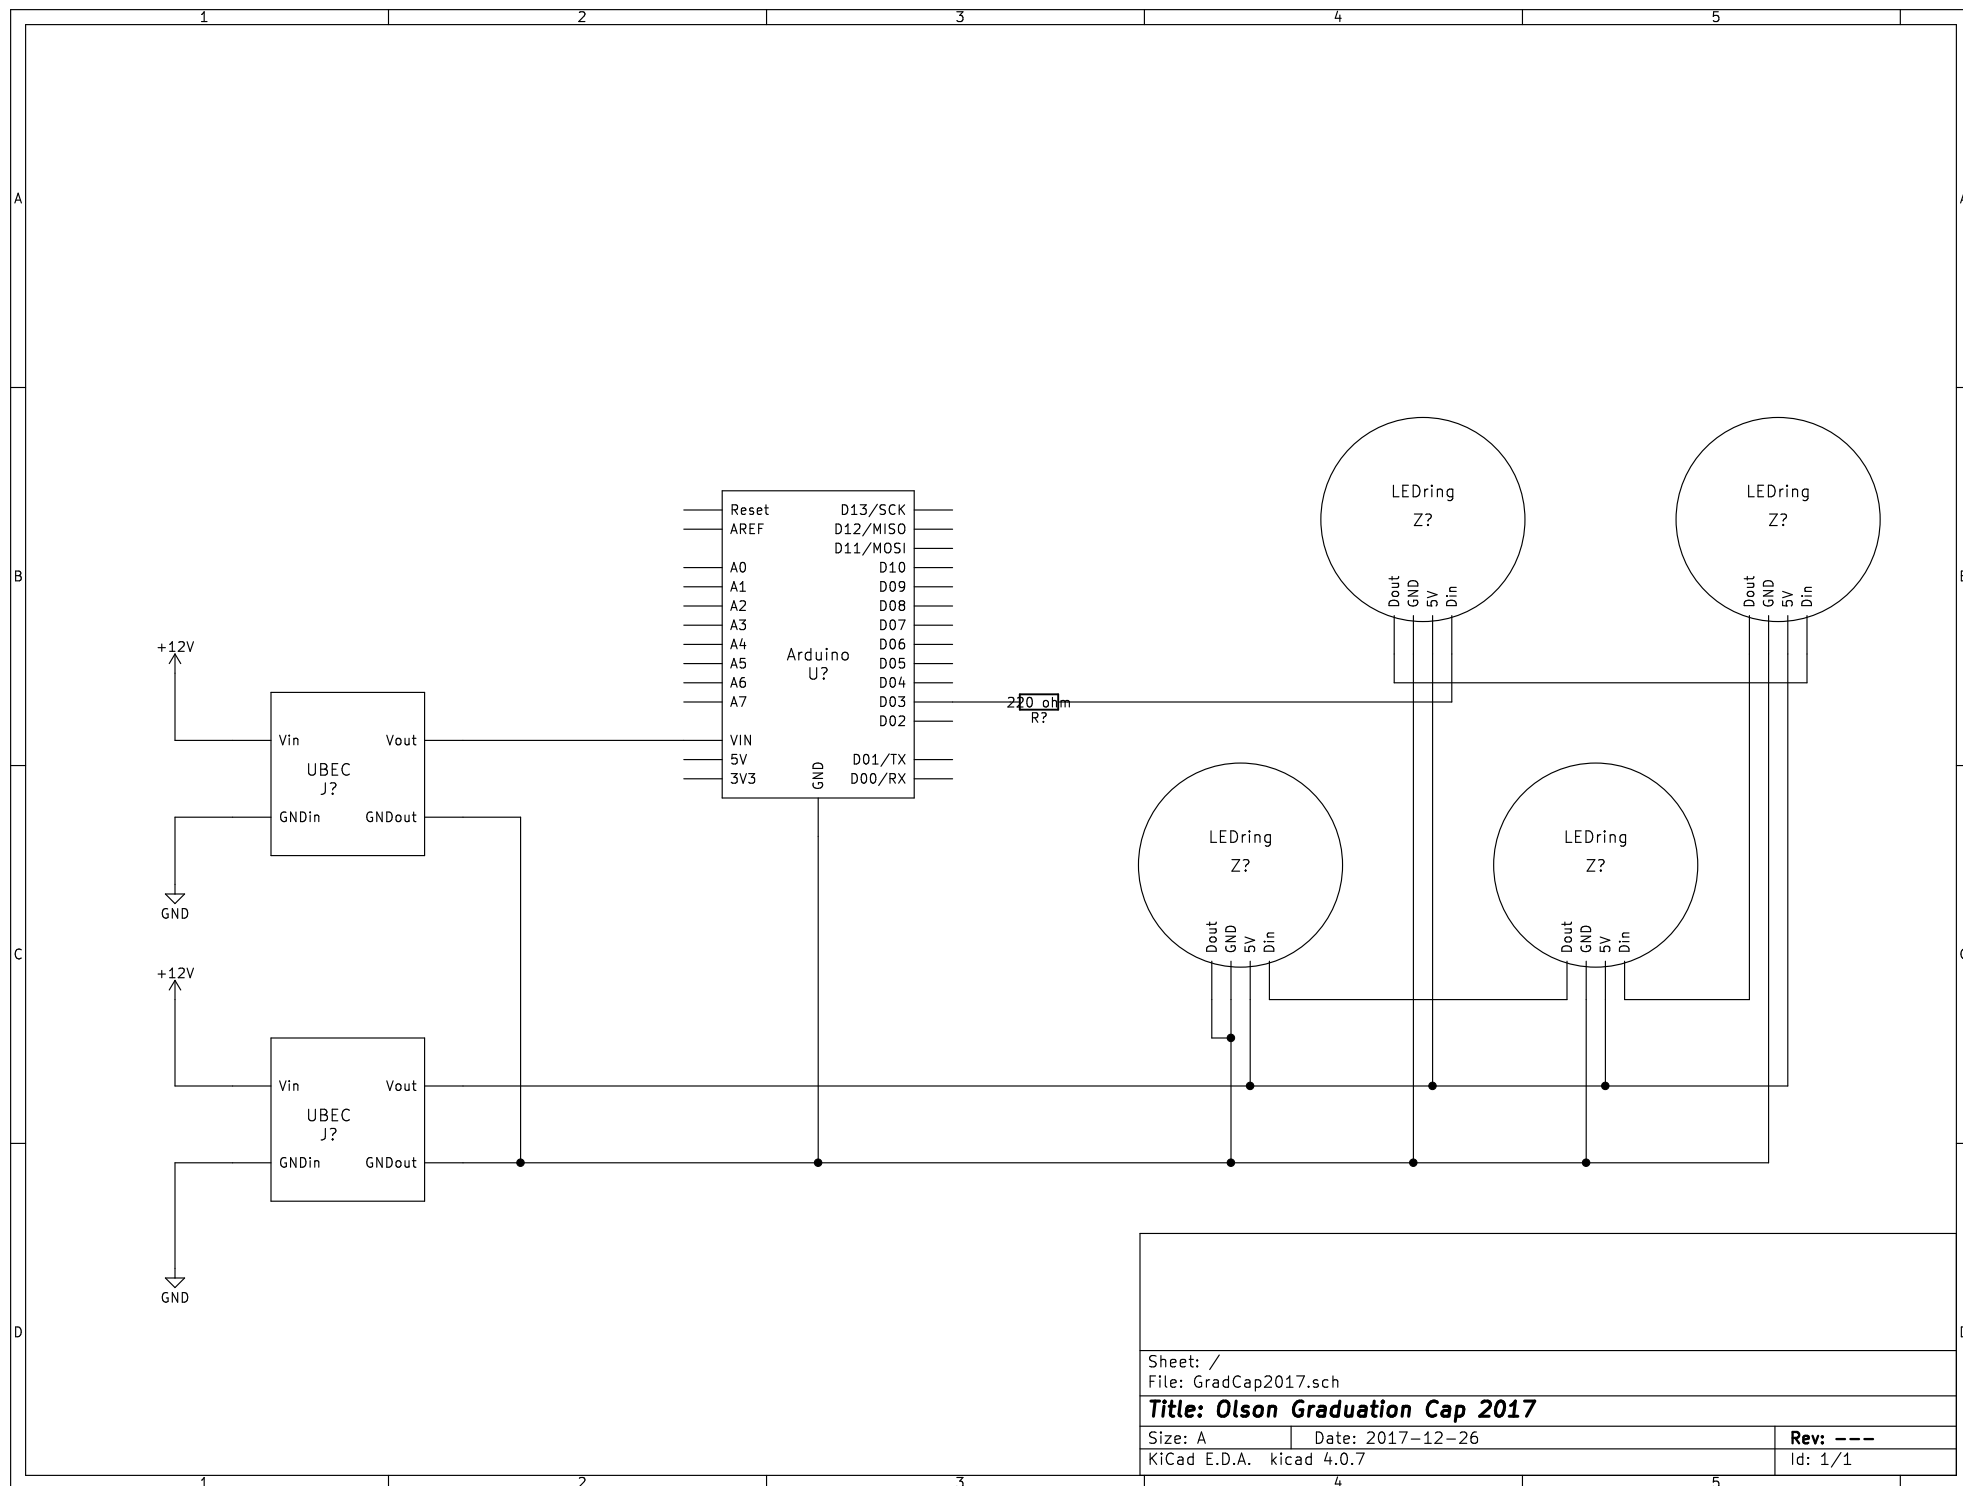 1 2 3 4 5
A
B
C
D
LEDring
Z?
Dout GND 5V Din
LEDring
Z?
Dout GND 5V Din
Reset D13/SCK
AREF D12/MISO
D11/MOSI
A0 D10
A1 D09
A2 D08
A3 D07
A4 D06
A5 D05
A6 D04
A7 D03
D02
Arduino
U?
VIN
5V D01/TX
3V3 D00/RX
GND
220 ohm
R?
+12V
Vin Vout
UBEC
J?
GNDin GNDout
GND
LEDring
Z?
Dout GND 5V Din
LEDring
Z?
Dout GND 5V Din
+12V
Vin Vout
UBEC
J?
GNDin GNDout
GND
Sheet: /
File: GradCap2017.sch
Title: Olson Graduation Cap 2017
Size: A Date: 2017-12-26 Rev: ---
KiCad E.D.A. kicad 4.0.7 Id: 1/1
1 2 3 4 5